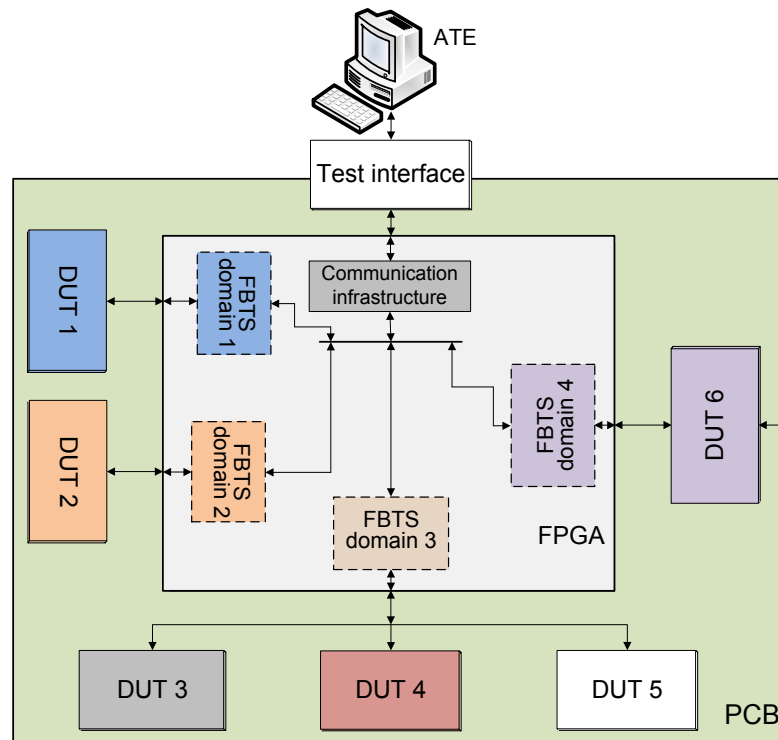 ATE
Test interface
Communication
infrastructure
DUT 1
FBTS
domain 1
DUT 2
FBTS
domain 2
FBTS
domain 3
FBTS
domain 4
DUT 6
FPGA
DUT 3
DUT 4
DUT 5
PCB